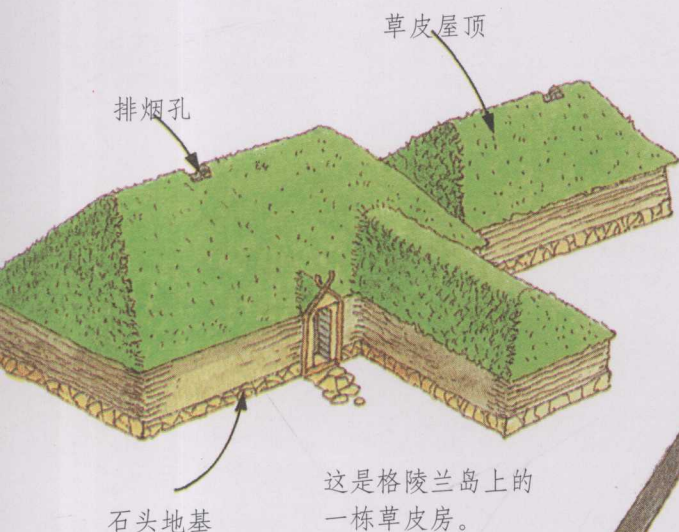 草皮屋顶
排烟孔
这是格陵兰岛上的
一栋草皮房。
石头地基